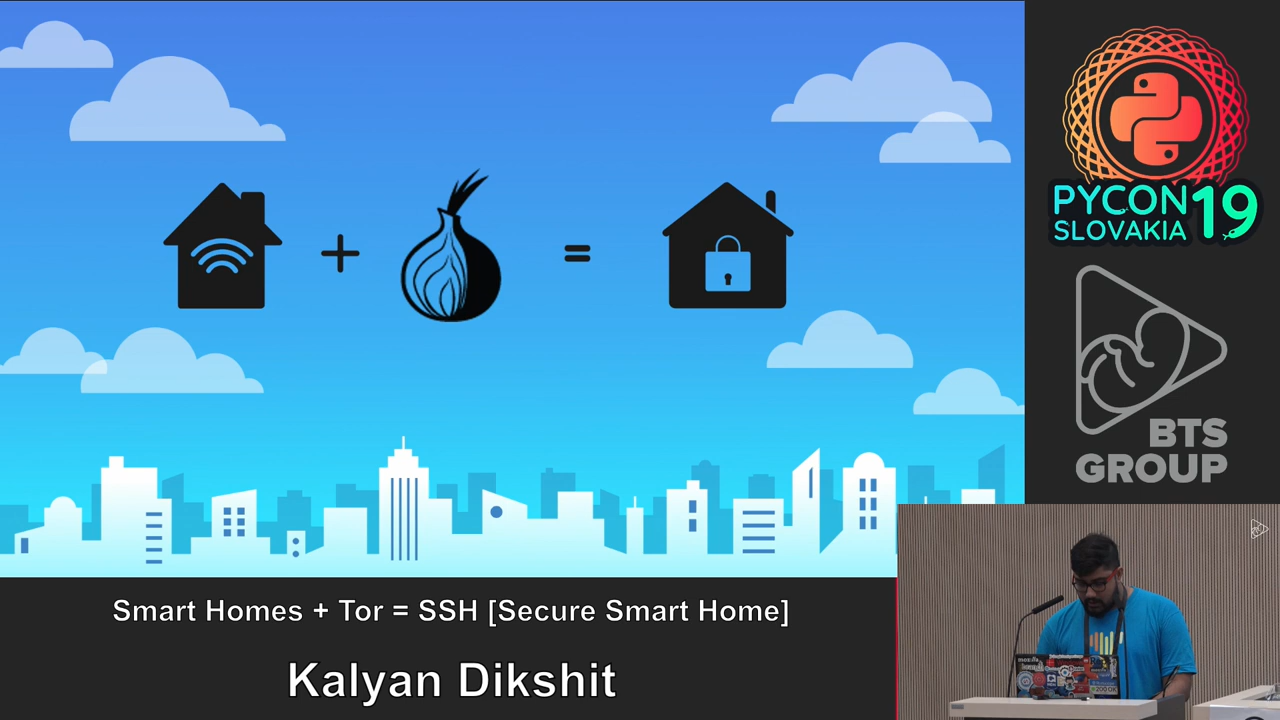 PYCON
SLOVAKIA
19
BTS
GROUP
Smart Homes + Tor = SSH [Secure Smart Home]
Kalyan Dikshit